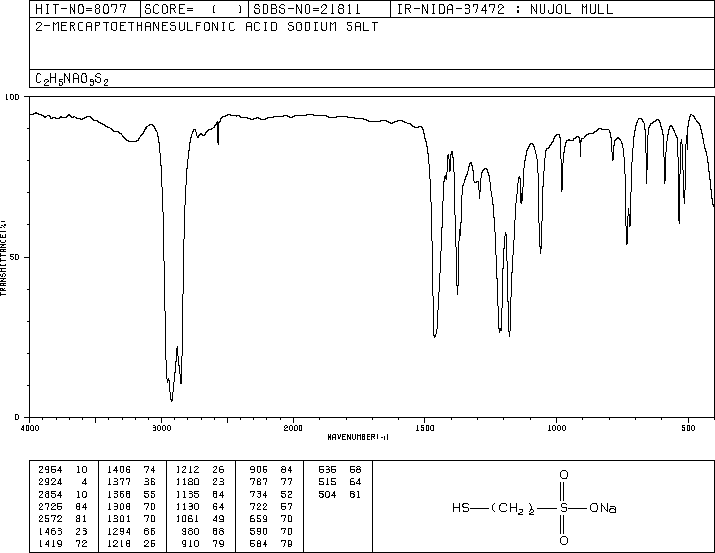 HIT-NO=8077 SCORE= ( ) SDBS-NO=21811 IR-NIDA-37472 : NUJOL MULL
2-MERCAPTOETHANESULFONIC ACID SODIUM SALT
C2H5NAO3S2
100
50
0
TRANSMITTANCE(%)
4000 3000 2000 1500 1000 500
WAVENUMBER(-1)
2954 10 1406 74 1212 26 906 84 536 58
2924 4 1377 36 1180 23 787 77 515 64
2854 10 1368 55 1135 64 734 52 504 81
2725 84 1308 70 1130 64 722 57
2572 81 1301 70 1061 49 659 70
1463 23 1294 66 980 68 590 70
1419 72 1218 26 910 79 584 79
O
HS—(CH2)2—S—ONa
O